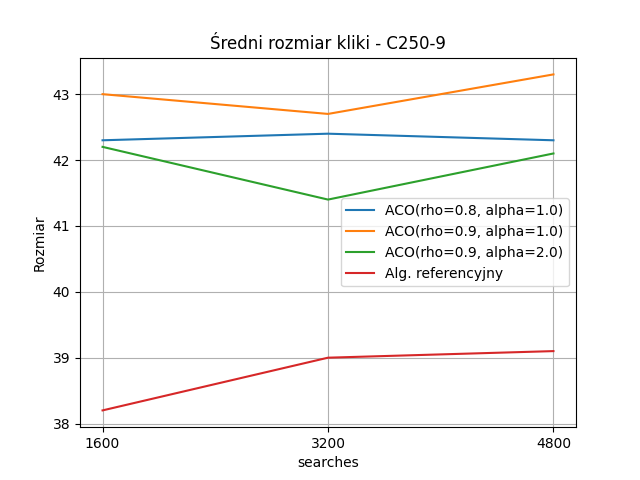 Średni rozmiar kliki - C250-9
Rozmiar
43
42
41
40
39
38
ACO(rho=0.8, alpha=1.0)
ACO(rho=0.9, alpha=1.0)
ACO(rho=0.9, alpha=2.0)
Alg. referencyjny
1600 3200 4800
searches